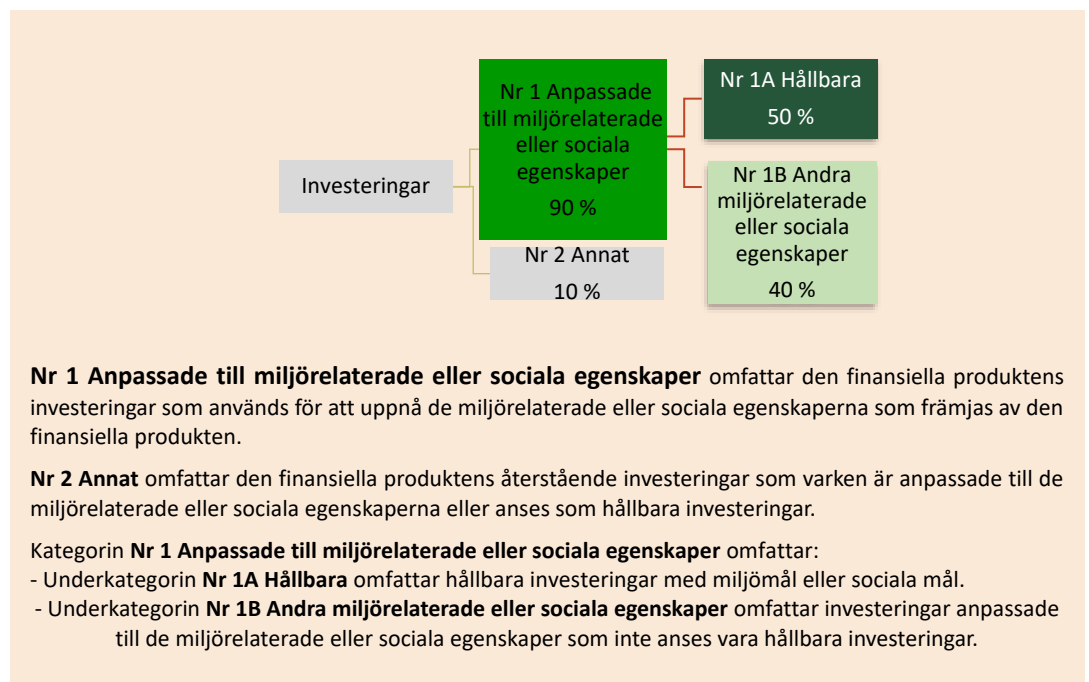 Investeringar
Nr 1 Anpassade
till miljörelaterade
eller sociala
egenskaper
90 %
Nr 2 Annat
10 %
Nr 1A Hållbara
50 %
Nr 1B Andra
miljörelaterade
eller sociala
egenskaper
40 %
Nr 1 Anpassade till miljörelaterade eller sociala egenskaper omfattar den finansiella produktens
investeringar som används för att uppnå de miljörelaterade eller sociala egenskaperna som främjas av den
finansiella produkten.
Nr 2 Annat omfattar den finansiella produktens återstående investeringar som varken är anpassade till de
miljörelaterade eller sociala egenskaperna eller anses som hållbara investeringar.
Kategorin Nr 1 Anpassade till miljörelaterade eller sociala egenskaper omfattar:
- Underkategorin Nr 1A Hållbara omfattar hållbara investeringar med miljömål eller sociala mål.
- Underkategorin Nr 1B Andra miljörelaterade eller sociala egenskaper omfattar investeringar anpassade
till de miljörelaterade eller sociala egenskaper som inte anses vara hållbara investeringar.